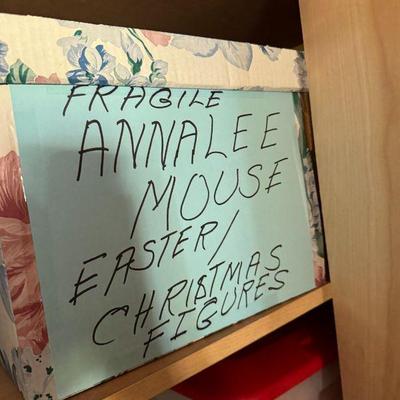 FRAGILE
ANNALEE
MOUSE
EASTER/
CHRISTMAS
FIGURES